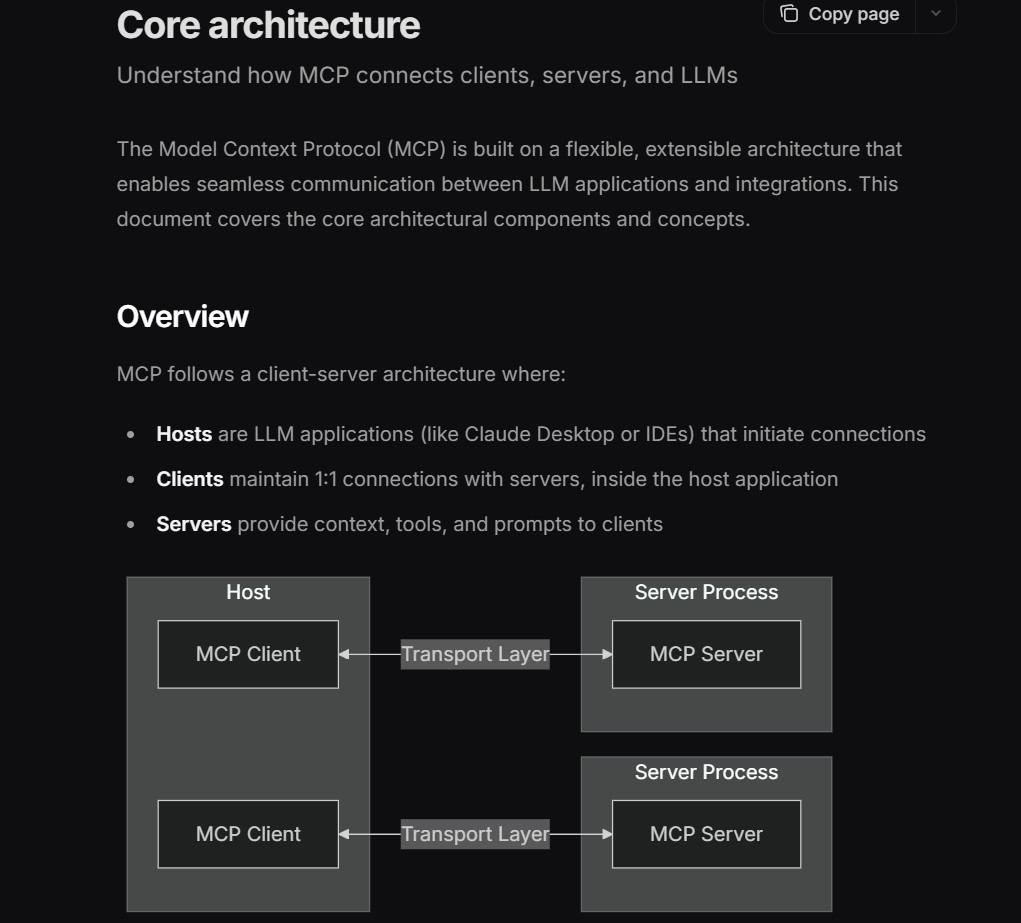 Core architecture
Copy page
Understand how MCP connects clients, servers, and LLMs
The Model Context Protocol (MCP) is built on a flexible, extensible architecture that
enables seamless communication between LLM applications and integrations. This
document covers the core architectural components and concepts.
Overview
MCP follows a client-server architecture where:
• Hosts are LLM applications (like Claude Desktop or IDEs) that initiate connections
• Clients maintain 1:1 connections with servers, inside the host application
• Servers provide context, tools, and prompts to clients
Host
Server Process
MCP Client
Transport Layer
MCP Server
Server Process
MCP Client
Transport Layer
MCP Server